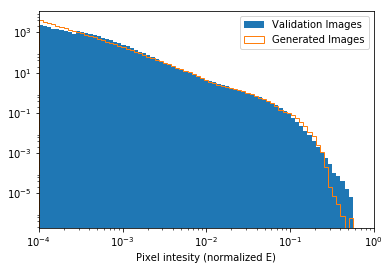 10³
10¹
10⁻¹
10⁻³
10⁻⁵
Validation Images
Generated Images
10⁻⁴ 10⁻³ 10⁻² 10⁻¹ 10⁰
Pixel intesity (normalized E)